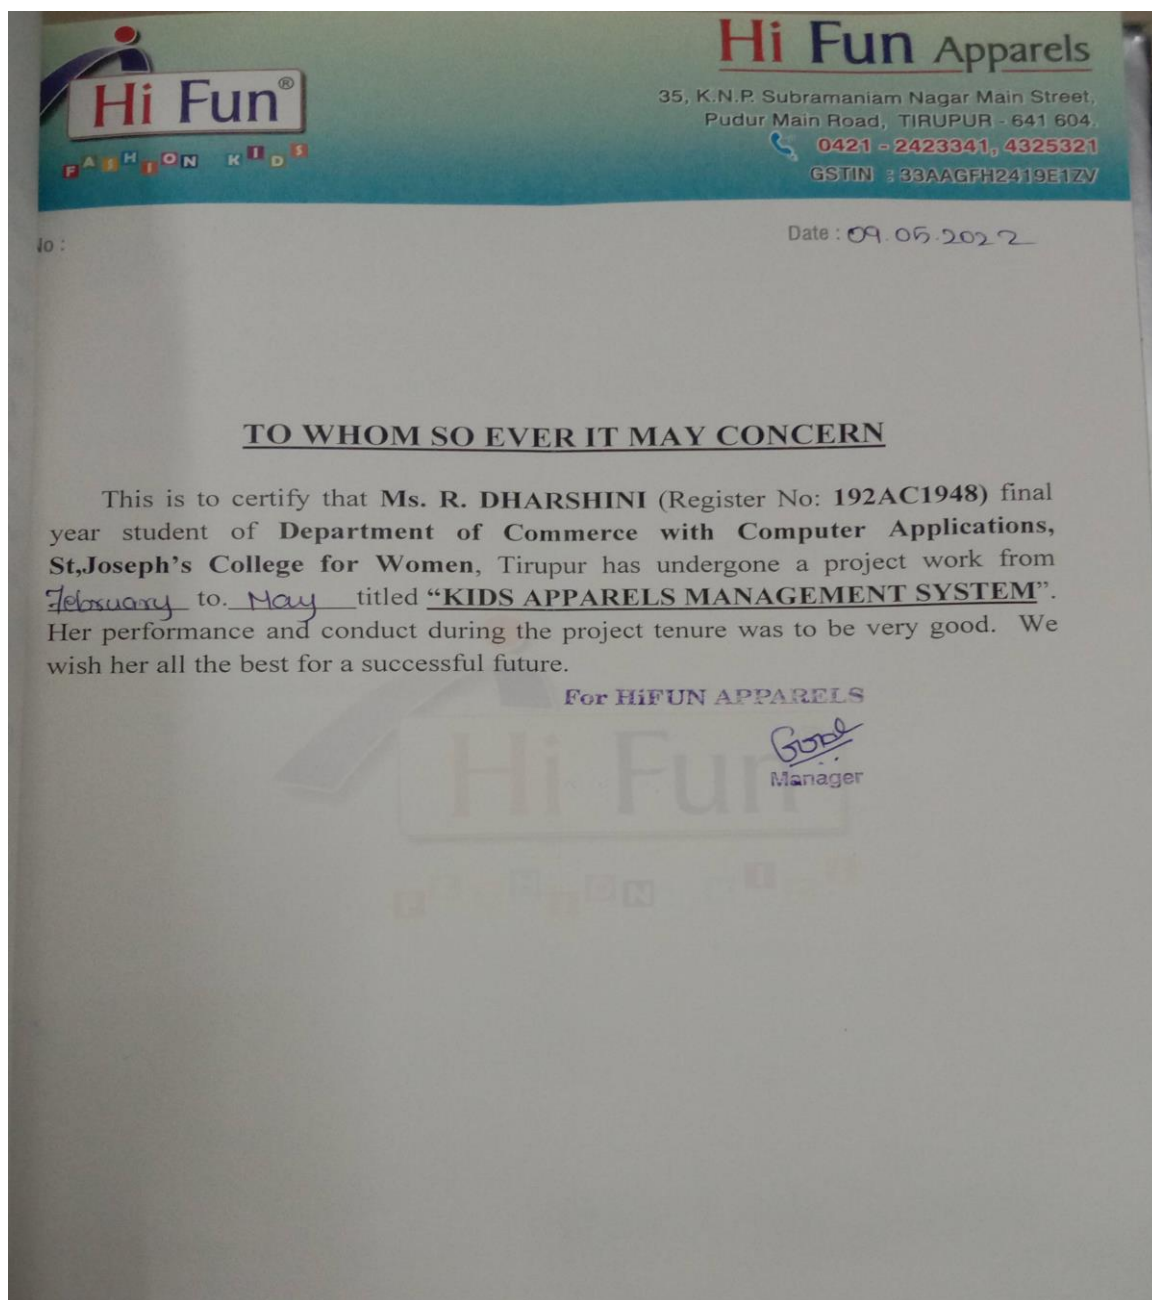 Hi Fun®
FASHION KIDS
Hi Fun Apparels
35, K.N.P. Subramaniam Nagar Main Street,
Pudur Main Road, TIRUPUR - 641 604.
0421 - 2423341, 4325321
GSTIN : 33AAGFH2419E1ZV
No :
Date : 09.05.2022
TO WHOM SO EVER IT MAY CONCERN
This is to certify that Ms. R. DHARSHINI (Register No: 192AC1948) final
year student of Department of Commerce with Computer Applications,
St,Joseph's College for Women, Tirupur has undergone a project work from
February to. May titled “KIDS APPARELS MANAGEMENT SYSTEM”.
Her performance and conduct during the project tenure was to be very good. We
wish her all the best for a successful future.
For HiFUN APPARELS
Manager
Hi Fun
FASHION KIDS